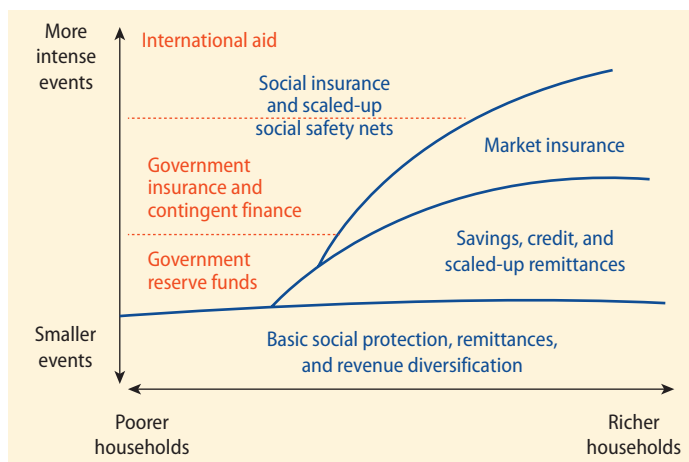 More
intense
events
International aid
Social insurance
and scaled-up
social safety nets
Market insurance
Government
insurance and
contingent finance
Savings, credit, and
scaled-up remittances
Government
reserve funds
Smaller
events
Basic social protection, remittances,
and revenue diversification
Poorer
households
Richer
households